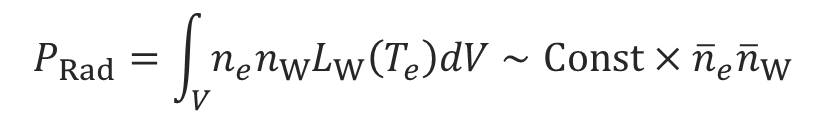 P_Rad = ∫_V n_e n_W L_W(T_e) dV ~ Const × n̄_e n̄_W